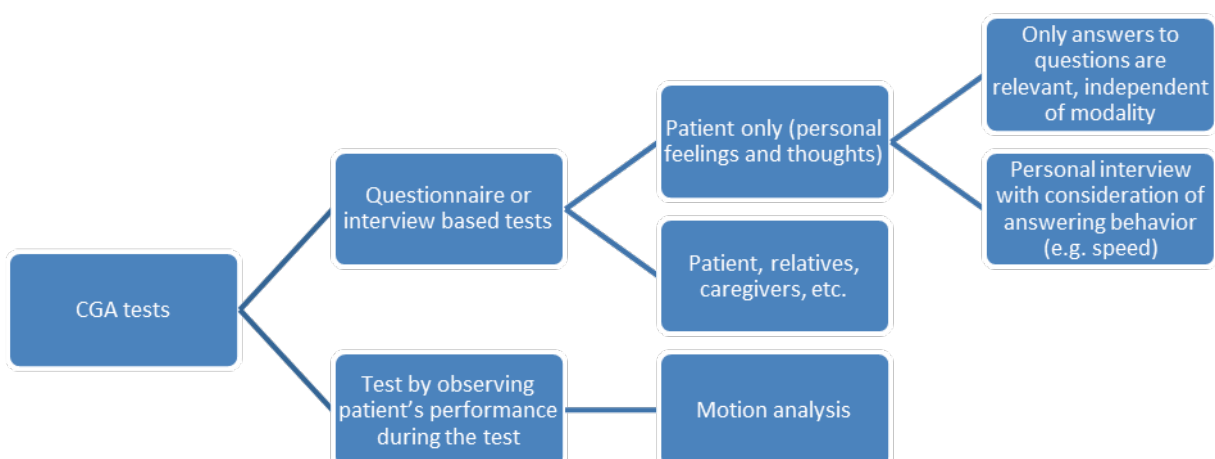 CGA tests
Questionnaire or
interview based tests
Test by observing
patient’s performance
during the test
Patient only (personal
feelings and thoughts)
Patient, relatives,
caregivers, etc.
Motion analysis
Only answers to
questions are
relevant, independent
of modality
Personal interview
with consideration of
answering behavior
(e.g. speed)